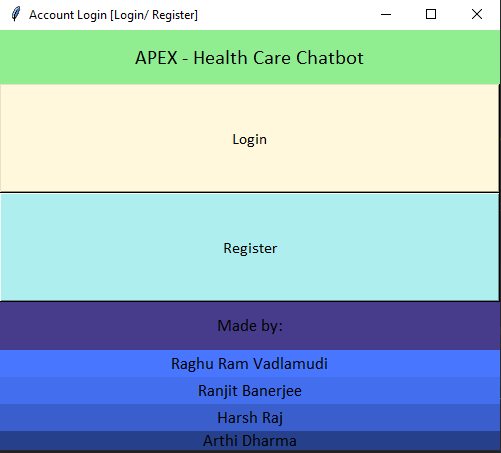 Account Login [Login/ Register]
APEX - Health Care Chatbot
Login
Register
Made by:
Raghu Ram Vadlamudi
Ranjit Banerjee
Harsh Raj
Arthi Dharma